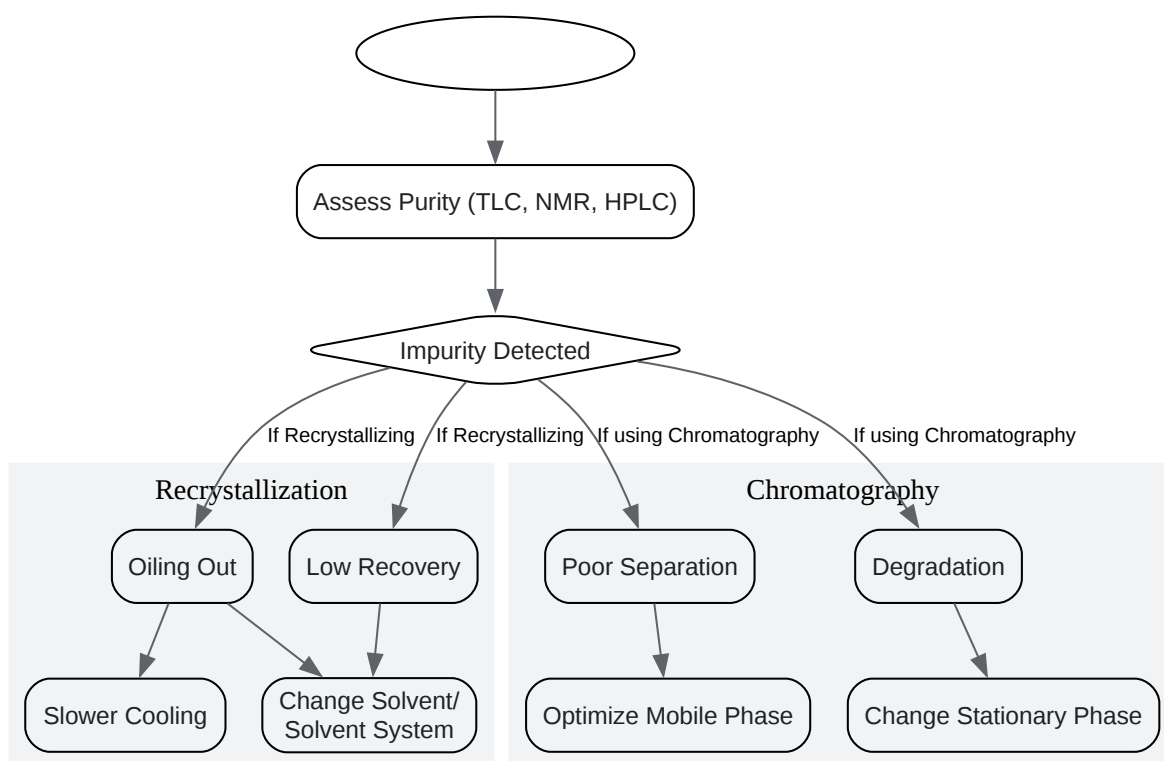 Assess Purity (TLC, NMR, HPLC)
Impurity Detected
If Recrystallizing
If Recrystallizing
If using Chromatography
If using Chromatography
Recrystallization
Chromatography
Oiling Out
Low Recovery
Poor Separation
Degradation
Slower Cooling
Change Solvent/
Solvent System
Optimize Mobile Phase
Change Stationary Phase